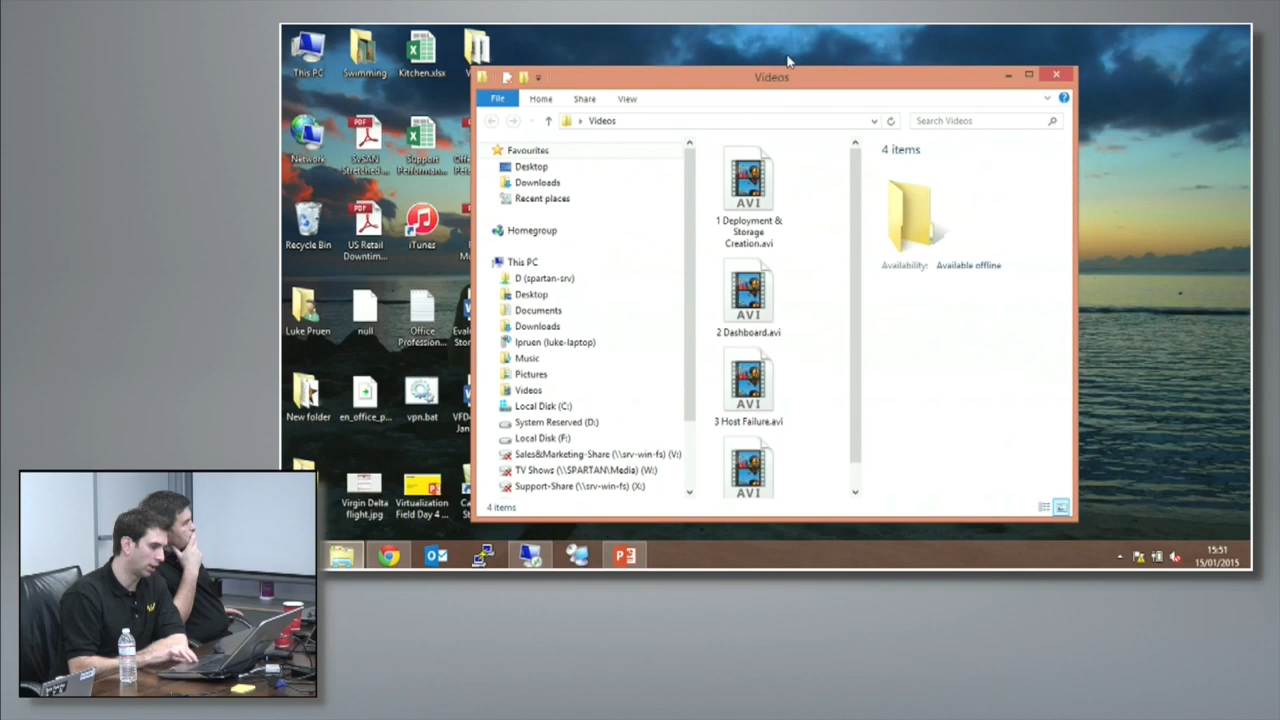 This PC
Swimming
Kitchen.xlsx
Network
PDF
SvSAN
Stretched...
Support
Performan...
Recycle Bin
PDF
US Retail
Downtim...
iTunes
Luke Pruen
null
Office
Profession...
New folder
en_office_p...
vpn.bat
Virgin Delta
flight.jpg
Virtualization
Field Day 4 ...
Videos
File
Home
Share
View
Videos
Search Videos
Favourites
Desktop
Downloads
Recent places
Homegroup
This PC
D (spartan-srv)
Desktop
Documents
Downloads
lpruen (luke-laptop)
Music
Pictures
Videos
Local Disk (C:)
System Reserved (D:)
Local Disk (F:)
Sales&Marketing-Share (\\srv-win-fs) (V:)
TV Shows (\\SPARTAN\Media) (W:)
Support-Share (\\srv-win-fs) (X:)
AVI
1 Deployment &
Storage
Creation.avi
AVI
2 Dashboard.avi
AVI
3 Host Failure.avi
AVI
4 items
Availability: Available offline
4 items
15:51
15/01/2015